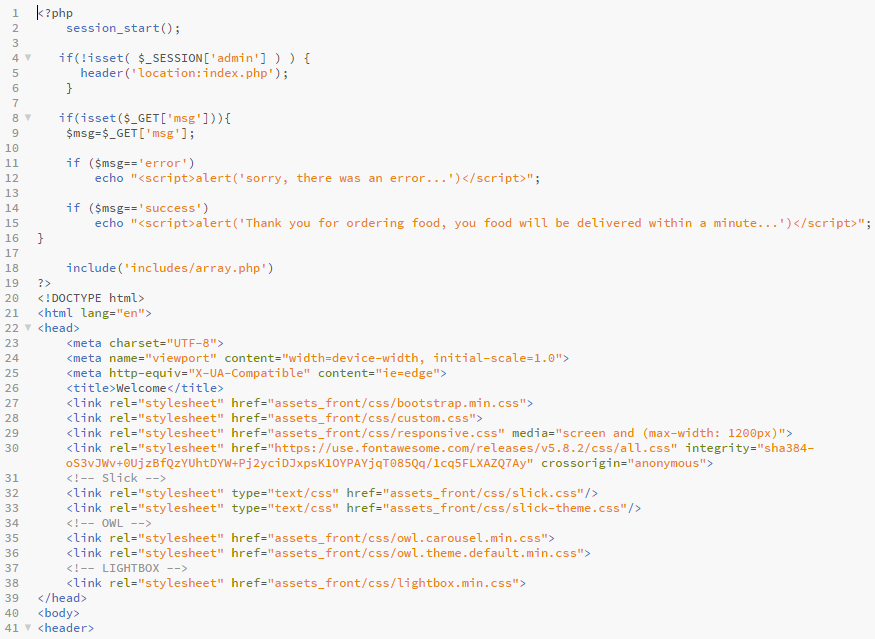 1 <?php
2 session_start();
3
4 if(!isset( $_SESSION['admin'] ) ) {
5 header('location:index.php');
6 }
7
8 if(isset($_GET['msg'])){
9 $msg=$_GET['msg'];
10
11 if ($msg=='error')
12 echo "<script>alert('sorry, there was an error...')</script>";
13
14 if ($msg=='success')
15 echo "<script>alert('Thank you for ordering food, you food will be delivered within a minute...')</script>";
16 }
17
18 include('includes/array.php')
19 ?>
20 <!DOCTYPE html>
21 <html lang="en">
22 <head>
23 <meta charset="UTF-8">
24 <meta name="viewport" content="width=device-width, initial-scale=1.0">
25 <meta http-equiv="X-UA-Compatible" content="ie=edge">
26 <title>Welcome</title>
27 <link rel="stylesheet" href="assets_front/css/bootstrap.min.css">
28 <link rel="stylesheet" href="assets_front/css/custom.css">
29 <link rel="stylesheet" href="assets_front/css/responsive.css" media="screen and (max-width: 1200px)">
30 <link rel="stylesheet" href="https://use.fontawesome.com/releases/v5.8.2/css/all.css" integrity="sha384-
oS3vJWv+0UjzBfQzYUhtDYW+Pj2yciDJxpsK1OYPAYjqT085Qq/1cq5FLXAZQ7Ay" crossorigin="anonymous">
31 <!-- Slick -->
32 <link rel="stylesheet" type="text/css" href="assets_front/css/slick.css"/>
33 <link rel="stylesheet" type="text/css" href="assets_front/css/slick-theme.css"/>
34 <!-- OWL -->
35 <link rel="stylesheet" href="assets_front/css/owl.carousel.min.css">
36 <link rel="stylesheet" href="assets_front/css/owl.theme.default.min.css">
37 <!-- LIGHTBOX -->
38 <link rel="stylesheet" href="assets_front/css/lightbox.min.css">
39 </head>
40 <body>
41 <header>